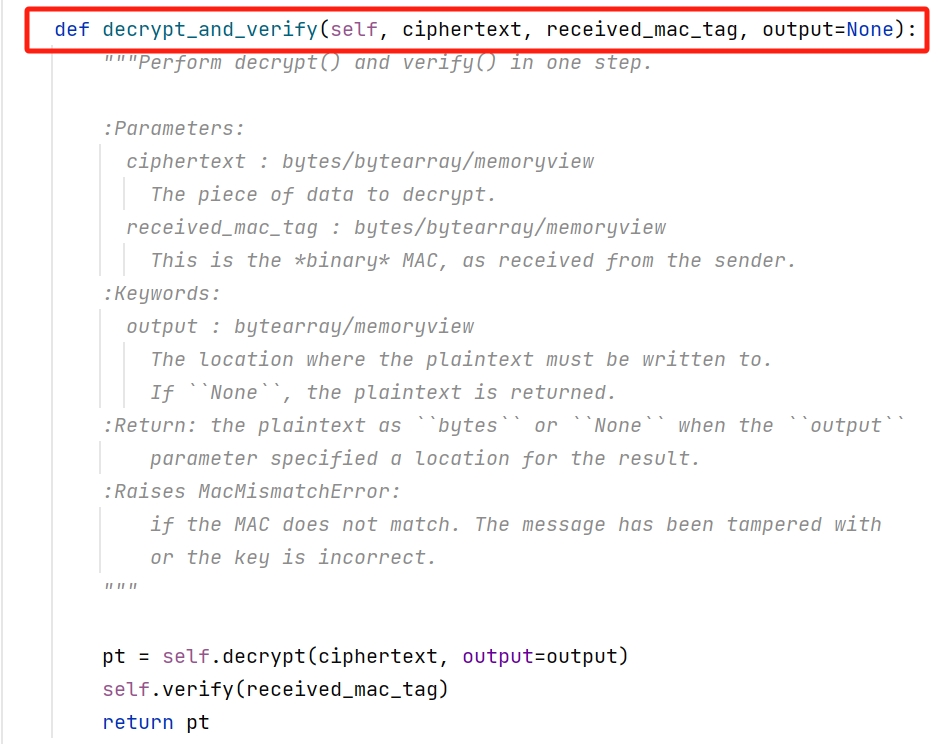 def decrypt_and_verify(self, ciphertext, received_mac_tag, output=None):
"""Perform decrypt() and verify() in one step.
:Parameters:
ciphertext : bytes/bytearray/memoryview
The piece of data to decrypt.
received_mac_tag : bytes/bytearray/memoryview
This is the *binary* MAC, as received from the sender.
:Keywords:
output : bytearray/memoryview
The location where the plaintext must be written to.
If ``None``, the plaintext is returned.
:Return: the plaintext as ``bytes`` or ``None`` when the ``output``
parameter specified a location for the result.
:Raises MacMismatchError:
if the MAC does not match. The message has been tampered with
or the key is incorrect.
"""
pt = self.decrypt(ciphertext, output=output)
self.verify(received_mac_tag)
return pt